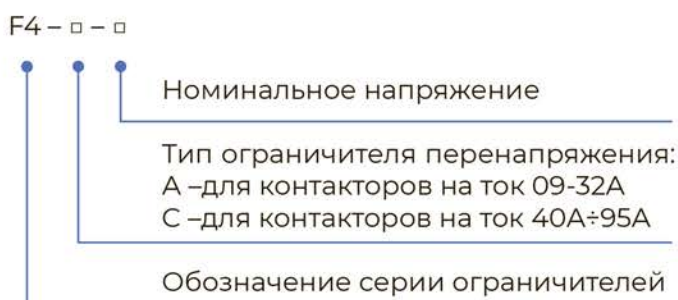 F4 – □ – □
Номинальное напряжение
Тип ограничителя перенапряжения:
А –для контакторов на ток 09-32А
С –для контакторов на ток 40А÷95А
Обозначение серии ограничителей